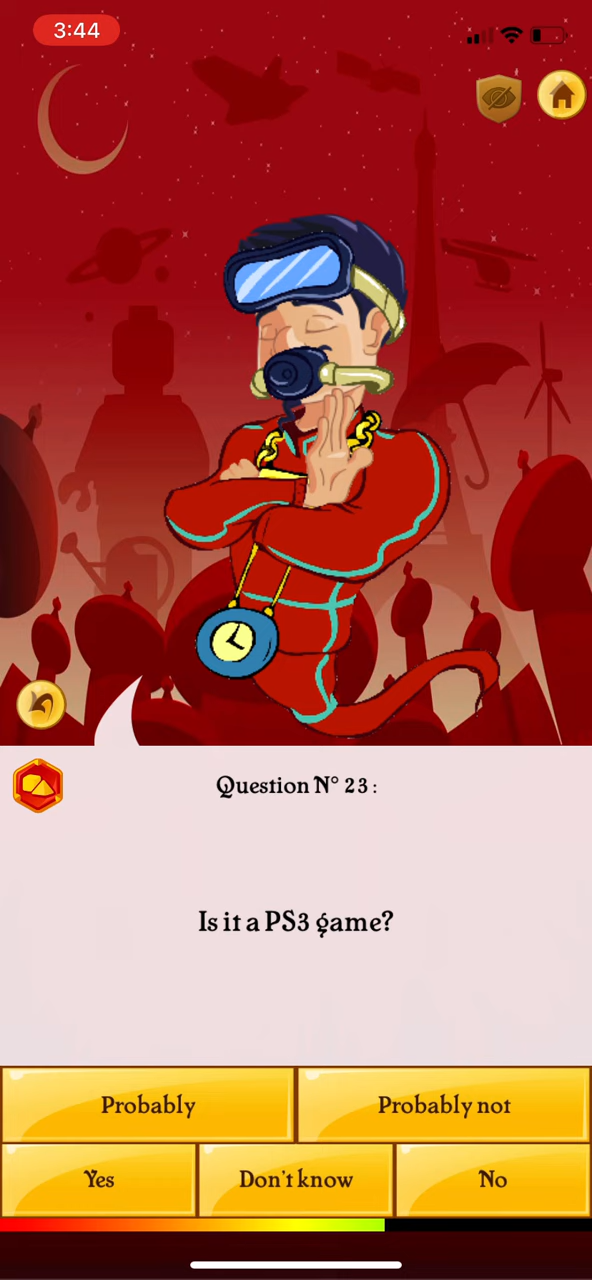 3:44
Question N° 23 :
Is it a PS3 game?
Probably
Probably not
Yes
Don't know
No